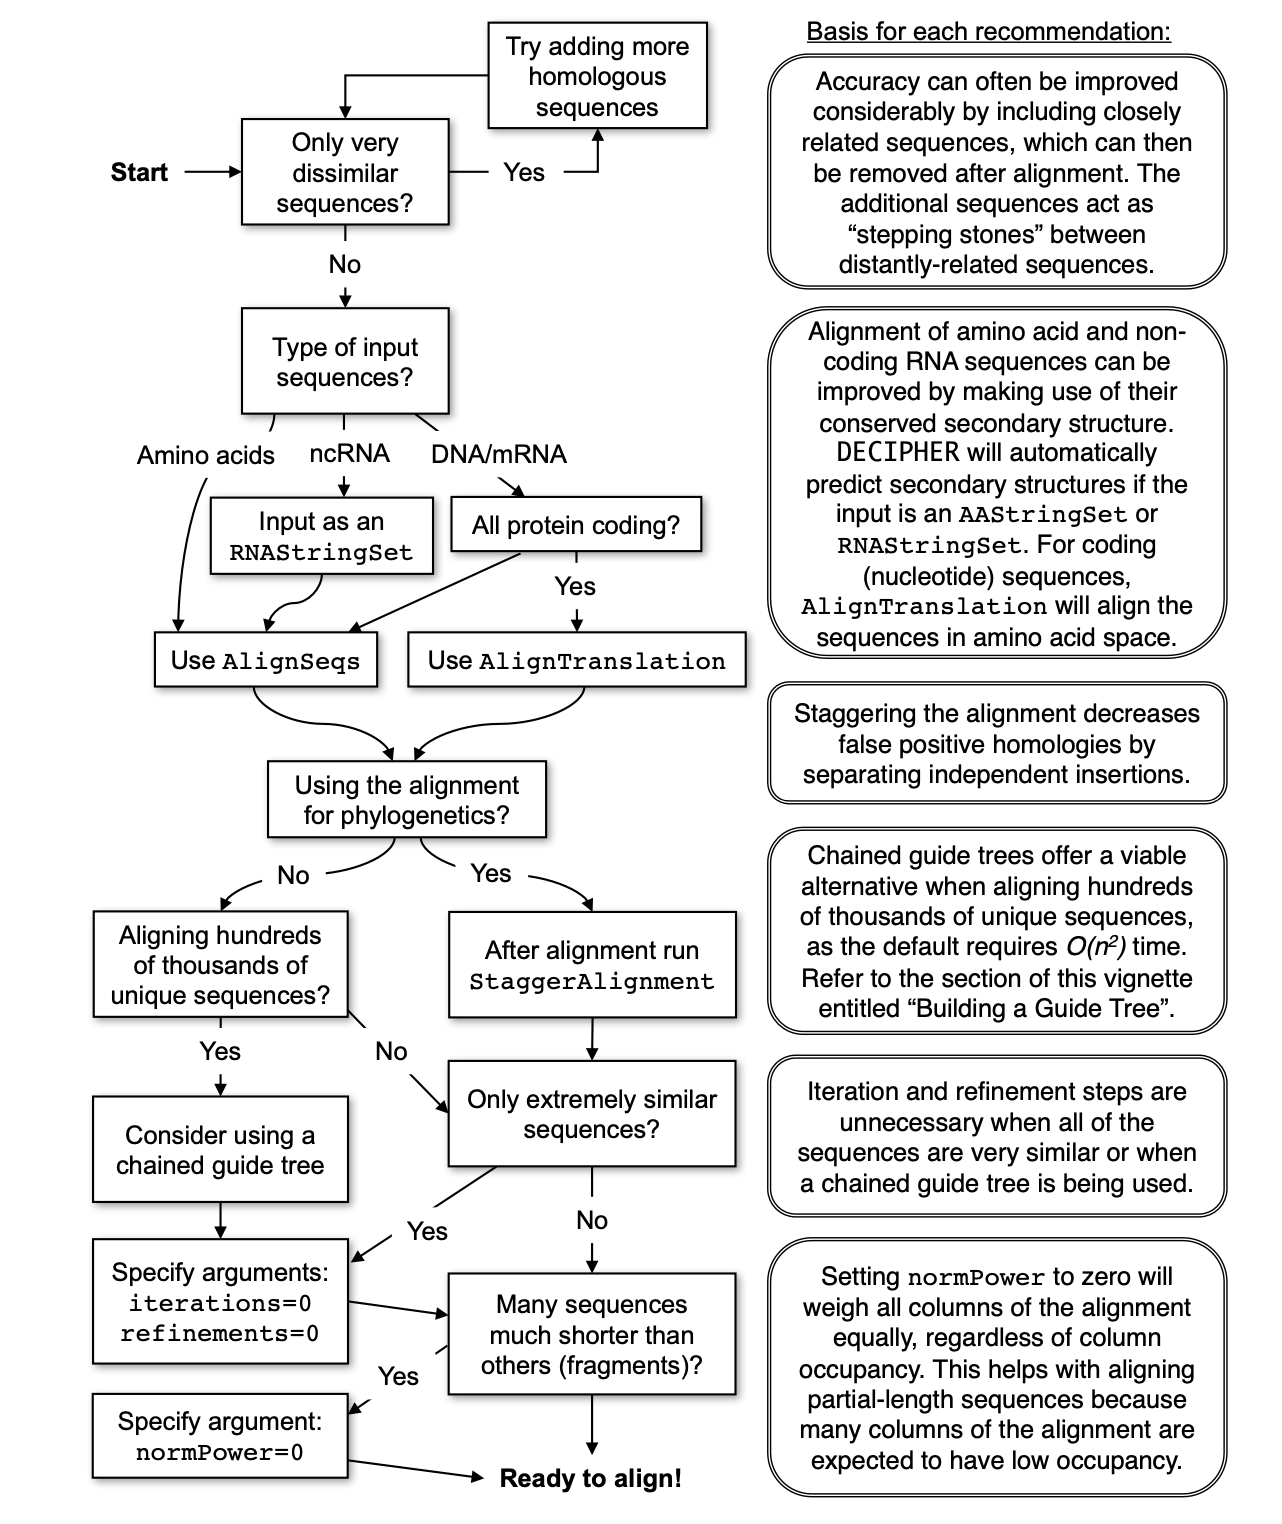 Try adding more
homologous
sequences
Only very
dissimilar
sequences?
Start
Yes
No
Type of input
sequences?
Amino acids
ncRNA
DNA/mRNA
Input as an
RNAStringSet
All protein coding?
Yes
Use AlignSeqs
Use AlignTranslation
Using the alignment
for phylogenetics?
No
Yes
Aligning hundreds
of thousands of
unique sequences?
After alignment run
StaggerAlignment
Yes
No
Only extremely similar
sequences?
Consider using a
chained guide tree
Yes
No
Specify arguments:
iterations=0
refinements=0
Many sequences
much shorter than
others (fragments)?
Yes
Specify argument:
normPower=0
Ready to align!
Basis for each recommendation:
Accuracy can often be improved
considerably by including closely
related sequences, which can then
be removed after alignment. The
additional sequences act as
“stepping stones” between
distantly-related sequences.
Alignment of amino acid and non-
coding RNA sequences can be
improved by making use of their
conserved secondary structure.
DECIPHER will automatically
predict secondary structures if the
input is an AAStringSet or
RNAStringSet. For coding
(nucleotide) sequences,
AlignTranslation will align the
sequences in amino acid space.
Staggering the alignment decreases
false positive homologies by
separating independent insertions.
Chained guide trees offer a viable
alternative when aligning hundreds
of thousands of unique sequences,
as the default requires O(n²) time.
Refer to the section of this vignette
entitled “Building a Guide Tree”.
Iteration and refinement steps are
unnecessary when all of the
sequences are very similar or when
a chained guide tree is being used.
Setting normPower to zero will
weigh all columns of the alignment
equally, regardless of column
occupancy. This helps with aligning
partial-length sequences because
many columns of the alignment are
expected to have low occupancy.